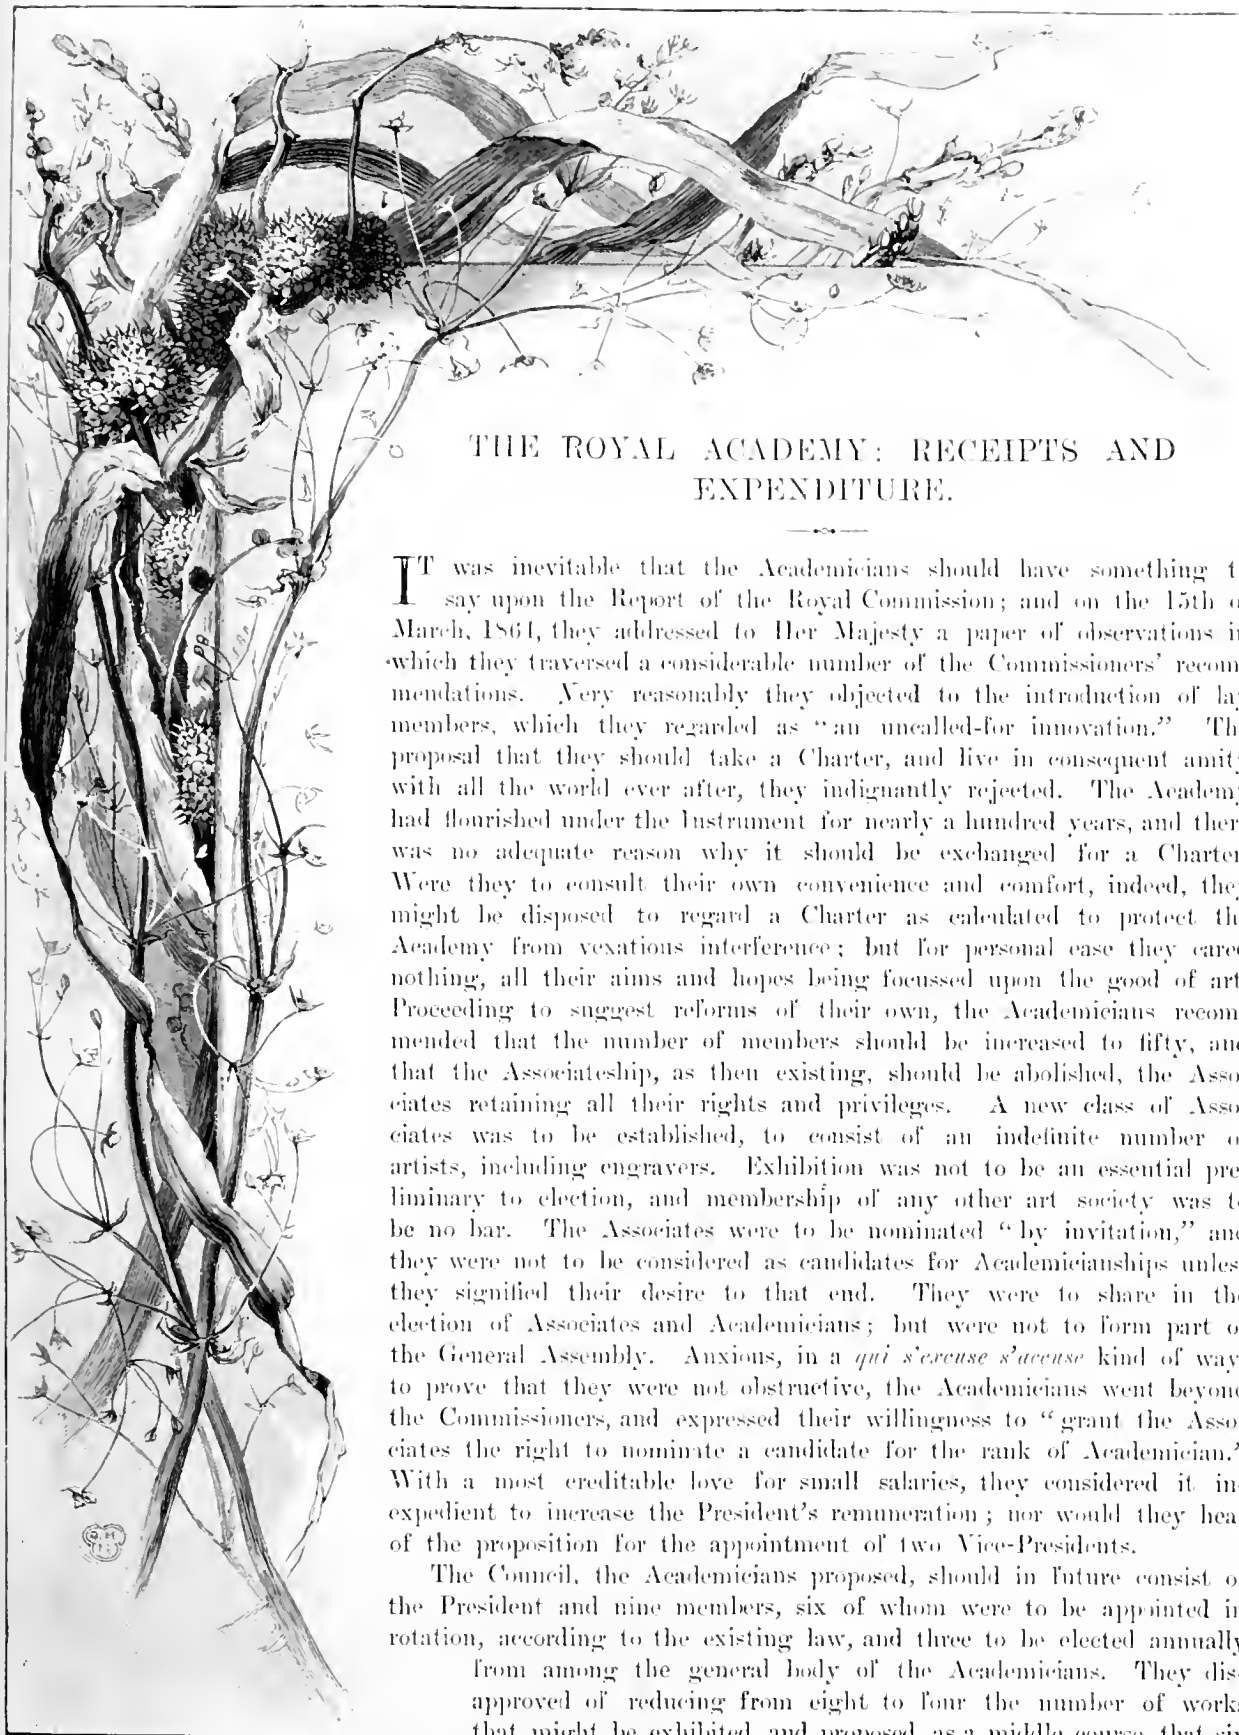 THE ROYAL ACADEMY: RECEIPTS AND
EXPENDITURE.
IT was inevitable that the Academicians should have something t
say upon the Report of the Royal Commission; and on the 15th o
March, 1864, they addressed to Her Majesty a paper of observations i
which they traversed a considerable number of the Commissioners' recom
mendations. Very reasonably they objected to the introduction of lay
members, which they regarded as "an uncalled-for innovation." Th
proposal that they should take a Charter, and live in consequent amity
with all the world ever after, they indignantly rejected. The Academy
had flourished under the Instrument for nearly a hundred years, and ther
was no adequate reason why it should be exchanged for a Charter
Were they to consult their own convenience and comfort, indeed, they
might be disposed to regard a Charter as calculated to protect th
Academy from vexatious interference; but for personal ease they care
nothing, all their aims and hopes being focussed upon the good of art
Proceeding to suggest reforms of their own, the Academicians recom
mended that the number of members should be increased to fifty, and
that the Associateship, as then existing, should be abolished, the Asso
ciates retaining all their rights and privileges. A new class of Asso
ciates was to be established, to consist of an indefinite number o
artists, including engravers. Exhibition was not to be an essential pre
liminary to election, and membership of any other art society was t
be no bar. The Associates were to be nominated "by invitation," and
they were not to be considered as candidates for Academicianships unles
they signified their desire to that end. They were to share in th
election of Associates and Academicians; but were not to form part o
the General Assembly. Anxious, in a qui s'excuse s'accuse kind of way
to prove that they were not obstructive, the Academicians went beyond
the Commissioners, and expressed their willingness to "grant the Asso
ciates the right to nominate a candidate for the rank of Academician."
With a most creditable love for small salaries, they considered it in-
expedient to increase the President's remuneration; nor would they hea
of the proposition for the appointment of two Vice-Presidents.
The Council, the Academicians proposed, should in future consist o
the President and nine members, six of whom were to be appointed in
rotation, according to the existing law, and three to be elected annually
from among the general body of the Academicians. They dis-
approved of reducing from eight to four the number of works
that might be exhibited, and proposed, as a middle course, that six